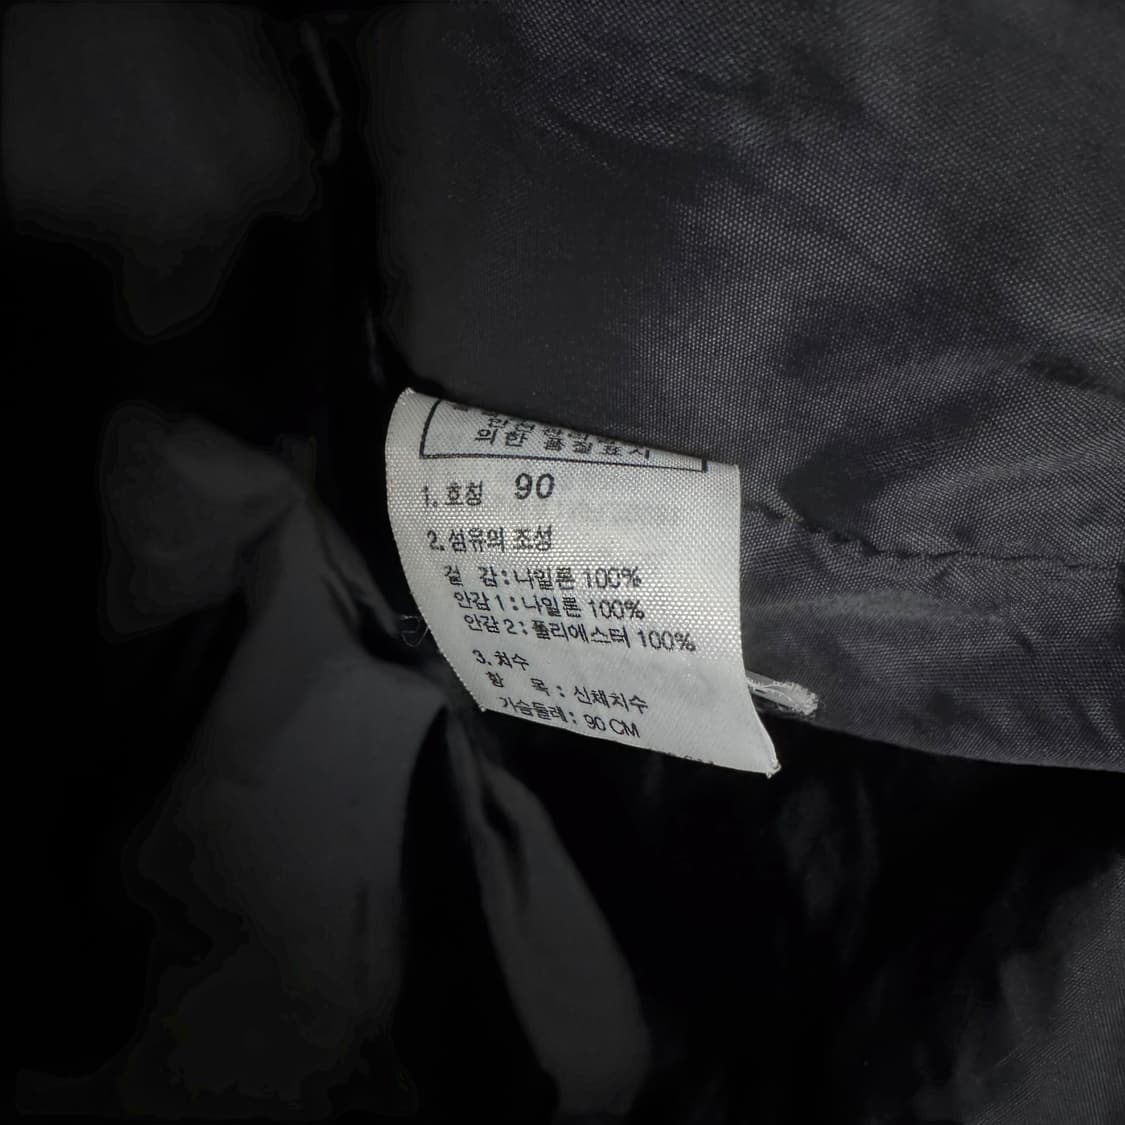 의한 품질표시
1. 호칭 90
2. 섬유의 조성
겉 감 : 나일론 100%
안감 1 : 나일론 100%
안감 2 : 폴리에스터 100%
3. 치수
항 목 : 신체치수
가슴둘레 : 90 CM